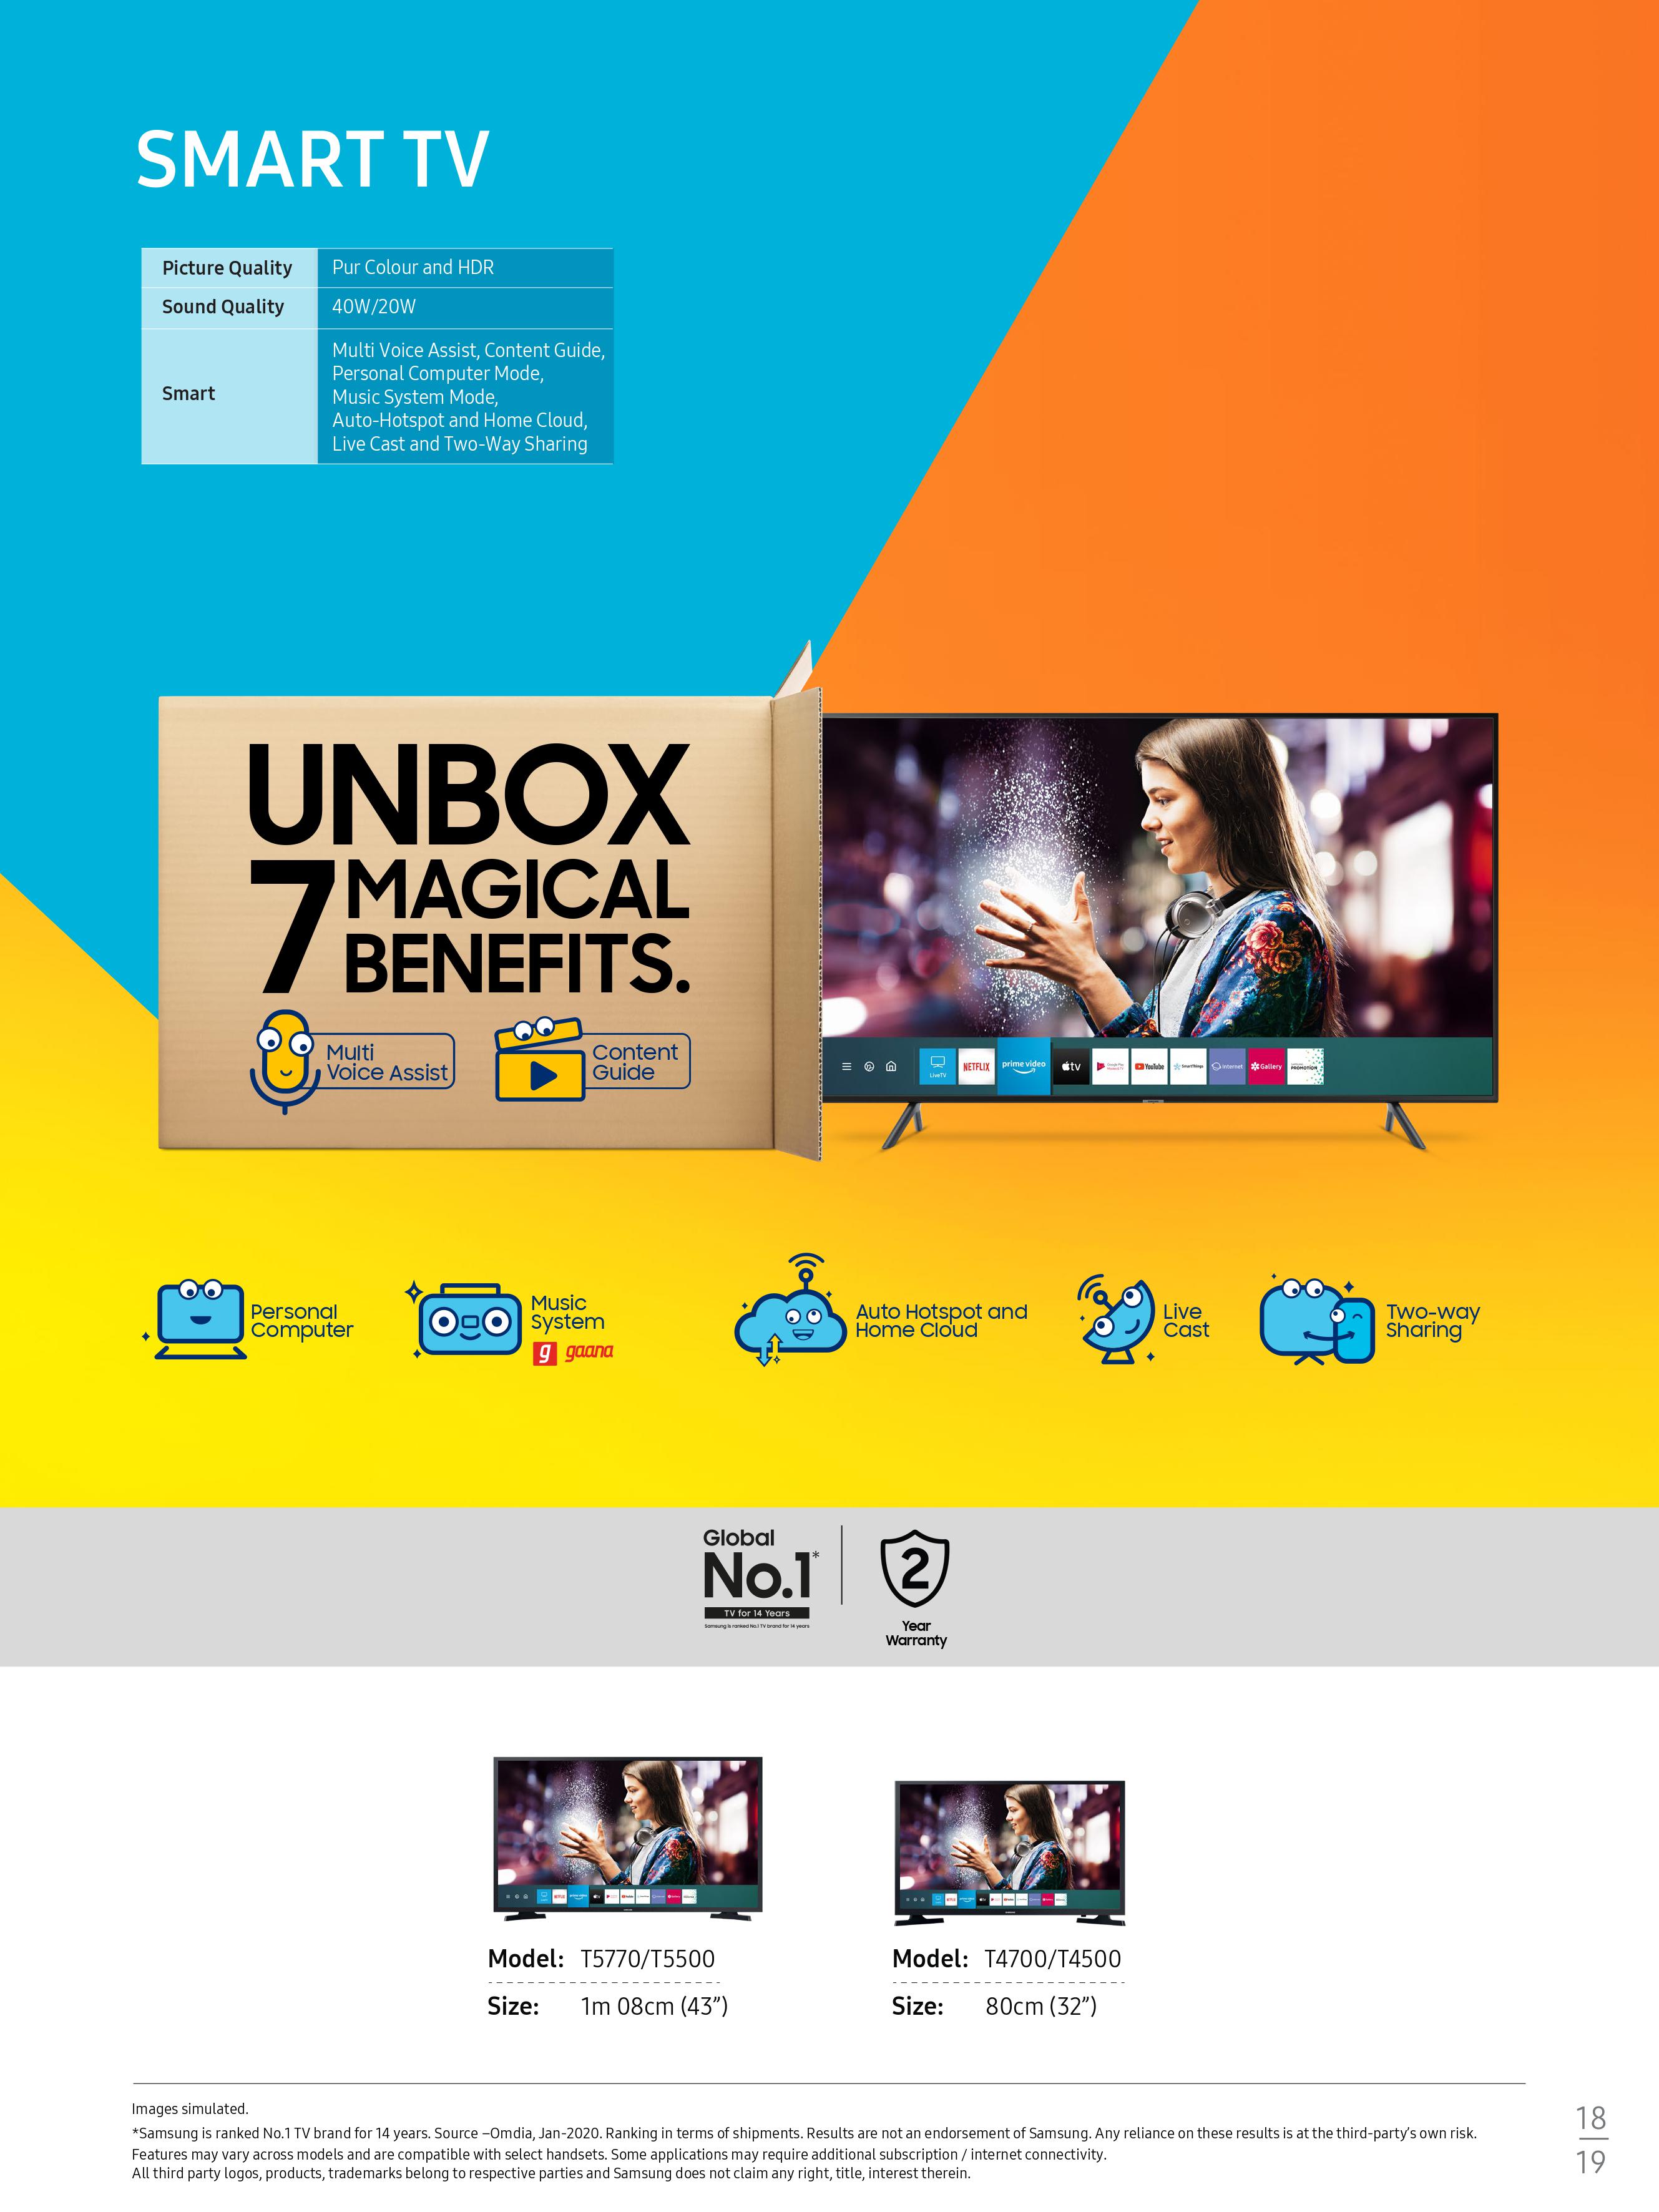 SMART TV
Picture Quality
Pur Colour and HDR
Sound Quality
40W/20W
Smart
Multi Voice Assist, Content Guide,
Personal Computer Mode,
Music System Mode,
Auto-Hotspot and Home Cloud,
Live Cast and Two-Way Sharing
UNBOX
7 MAGICAL
BENEFITS.
Multi
Voice Assist
Content
Guide
LiveTV
NETFLIX
prime video
tv
YouTube
SmartThings
internet
Gallery
PROMOTION
Personal
Computer
Music
System
g gaana
Auto Hotspot and
Home Cloud
Live
Cast
Two-way
Sharing
Global
No.1*
TV for 14 Years
Samsung is ranked No.1 TV brand for 14 years
2
Year
Warranty
Model: T5770/T5500
Size: 1m 08cm (43”)
Model: T4700/T4500
Size: 80cm (32”)
Images simulated.
*Samsung is ranked No.1 TV brand for 14 years. Source –Omdia, Jan-2020. Ranking in terms of shipments. Results are not an endorsement of Samsung. Any reliance on these results is at the third-party’s own risk.
Features may vary across models and are compatible with select handsets. Some applications may require additional subscription / internet connectivity.
All third party logos, products, trademarks belong to respective parties and Samsung does not claim any right, title, interest therein.
18
19